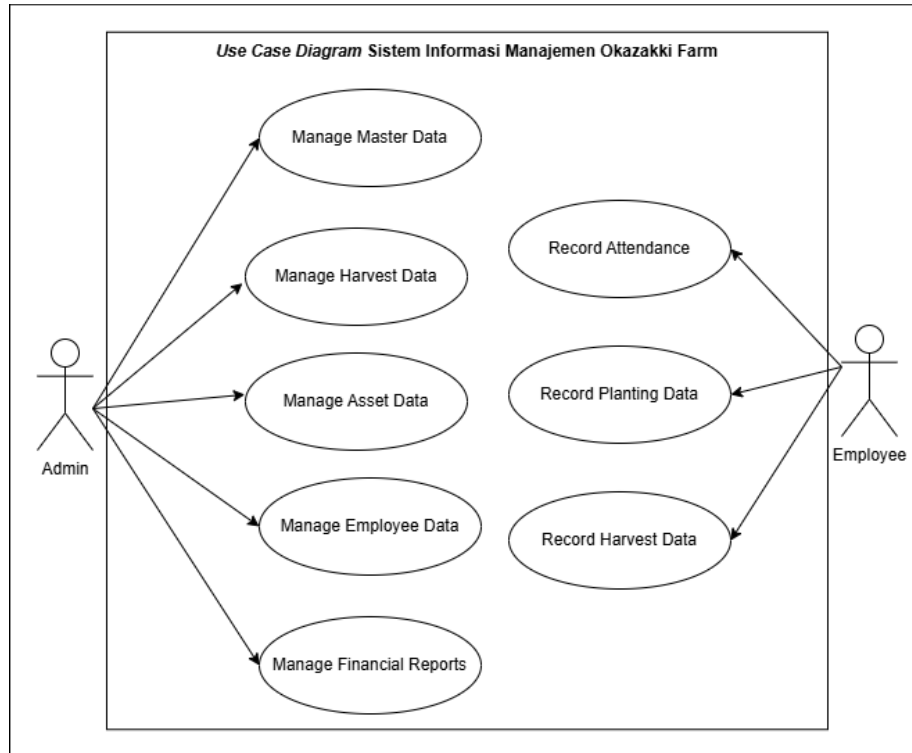 Use Case Diagram Sistem Informasi Manajemen Okazakki Farm
Manage Master Data
Manage Harvest Data
Manage Asset Data
Manage Employee Data
Manage Financial Reports
Record Attendance
Record Planting Data
Record Harvest Data
Admin
Employee